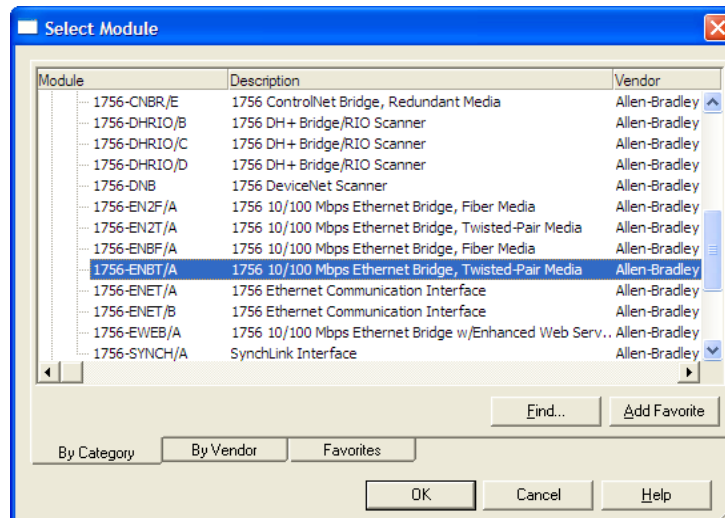 Select Module
Module Description Vendor
1756-CNBR/E 1756 ControlNet Bridge, Redundant Media Allen-Bradley
1756-DHRIO/B 1756 DH+ Bridge/RIO Scanner Allen-Bradley
1756-DHRIO/C 1756 DH+ Bridge/RIO Scanner Allen-Bradley
1756-DHRIO/D 1756 DH+ Bridge/RIO Scanner Allen-Bradley
1756-DNB 1756 DeviceNet Scanner Allen-Bradley
1756-EN2F/A 1756 10/100 Mbps Ethernet Bridge, Fiber Media Allen-Bradley
1756-EN2T/A 1756 10/100 Mbps Ethernet Bridge, Twisted-Pair Media Allen-Bradley
1756-ENBF/A 1756 10/100 Mbps Ethernet Bridge, Fiber Media Allen-Bradley
1756-ENBT/A 1756 10/100 Mbps Ethernet Bridge, Twisted-Pair Media Allen-Bradley
1756-ENET/A 1756 Ethernet Communication Interface Allen-Bradley
1756-ENET/B 1756 Ethernet Communication Interface Allen-Bradley
1756-EWEB/A 1756 10/100 Mbps Ethernet Bridge w/Enhanced Web Serv... Allen-Bradley
1756-SYNCH/A SynchLink Interface Allen-Bradley
Find... Add Favorite
By Category By Vendor Favorites
OK Cancel Help